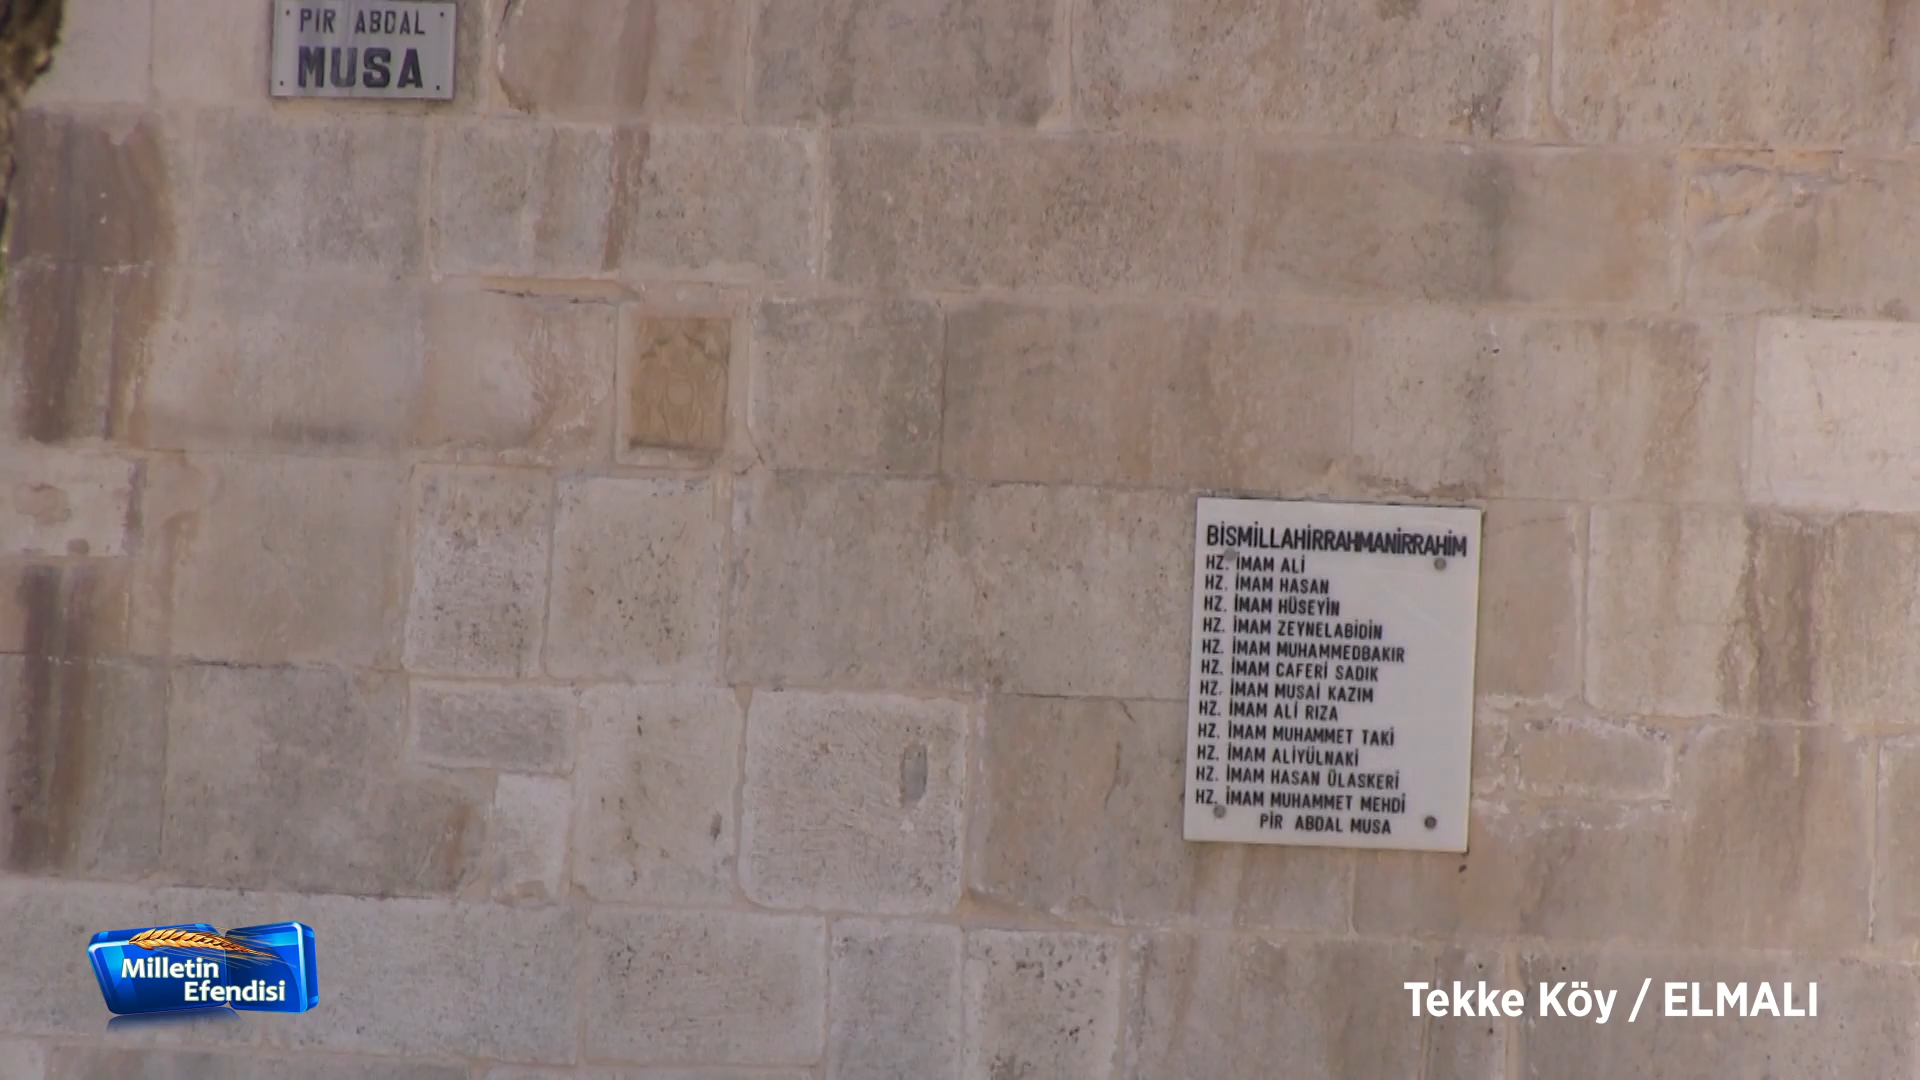 PİR ABDAL
MUSA
BİSMİLLAHİRRAHMANİRRAHİM
HZ. İMAM ALİ
HZ. İMAM HASAN
HZ. İMAM HÜSEYİN
HZ. İMAM ZEYNELABİDİN
HZ. İMAM MUHAMMEDBAKIR
HZ. İMAM CAFERİ SADIK
HZ. İMAM MUSAİ KAZIM
HZ. İMAM ALİ RIZA
HZ. İMAM MUHAMMET TAKİ
HZ. İMAM ALİYÜLNAKİ
HZ. İMAM HASAN ÜLASKERİ
HZ. İMAM MUHAMMET MEHDİ
PİR ABDAL MUSA
Milletin
Efendisi
Tekke Köy / ELMALI